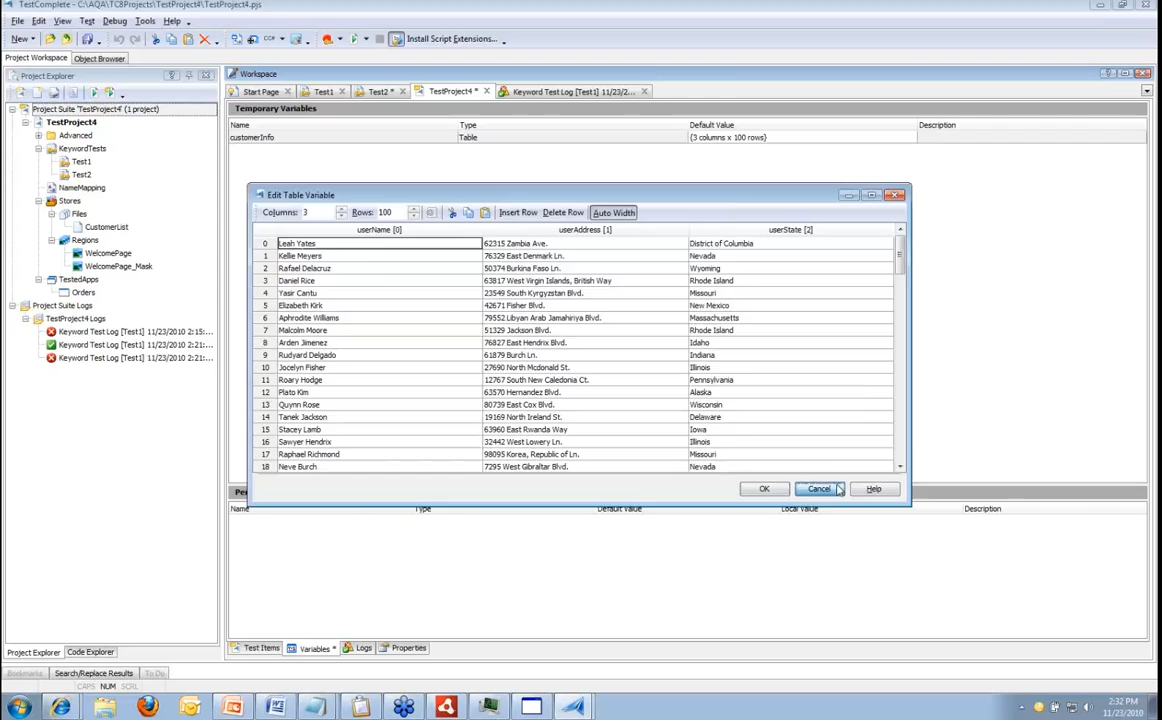 TestComplete - C:\AQA\TC8Projects\TestProject4\TestProject4.pjs
File Edit View Test Debug Tools Help
New Install Script Extensions...
Project Workspace Object Browser
Project Explorer
Workspace
Start Page Test1 Test2 * TestProject4 * Keyword Test Log [Test1] 11/23/2...
Project Suite 'TestProject4' (1 project)
TestProject4
Advanced
KeywordTests
Test1
Test2
NameMapping
Stores
Files
CustomerList
Regions
WelcomePage
WelcomePage_Mask
TestedApps
Orders
Project Suite Logs
TestProject4 Logs
Keyword Test Log [Test1] 11/23/2010 2:15:...
Keyword Test Log [Test1] 11/23/2010 2:21:...
Keyword Test Log [Test1] 11/23/2010 2:21:...
Temporary Variables
Name Type Default Value Description
customerInfo Table {3 columns x 100 rows}
Edit Table Variable
Columns: 3 Rows: 100 Insert Row Delete Row Auto Width
userName [0] userAddress [1] userState [2]
0 Leah Yates 62315 Zambia Ave. District of Columbia
1 Kellie Meyers 76329 East Denmark Ln. Nevada
2 Rafael Delacruz 50374 Burkina Faso Ln. Wyoming
3 Daniel Rice 63817 West Virgin Islands, British Way Rhode Island
4 Yasir Cantu 23549 South Kyrgyzstan Blvd. Missouri
5 Elizabeth Kirk 42671 Fisher Blvd. New Mexico
6 Aphrodite Williams 79552 Libyan Arab Jamahiriya Blvd. Massachusetts
7 Malcolm Moore 51329 Jackson Blvd. Rhode Island
8 Arden Jimenez 76827 East Hendrix Blvd. Idaho
9 Rudyard Delgado 61879 Burch Ln. Indiana
10 Jocelyn Fisher 27690 North Mcdonald St. Illinois
11 Roary Hodge 12767 South New Caledonia Ct. Pennsylvania
12 Plato Kim 63570 Hernandez Blvd. Alaska
13 Quynn Rose 80739 East Cox Blvd. Wisconsin
14 Tanek Jackson 19169 North Ireland St. Delaware
15 Stacey Lamb 63960 East Rwanda Way Iowa
16 Sawyer Hendrix 32442 West Lowery Ln. Illinois
17 Raphael Richmond 98095 Korea, Republic of Ln. Missouri
18 Neve Burch 7295 West Gibraltar Blvd. Nevada
OK Cancel Help
Name Type Default Value Local Value Description
Test Items Variables * Logs Properties
Project Explorer Code Explorer
Bookmarks Search/Replace Results To Do
CAPS NUM SCRL
2:32 PM
11/23/2010